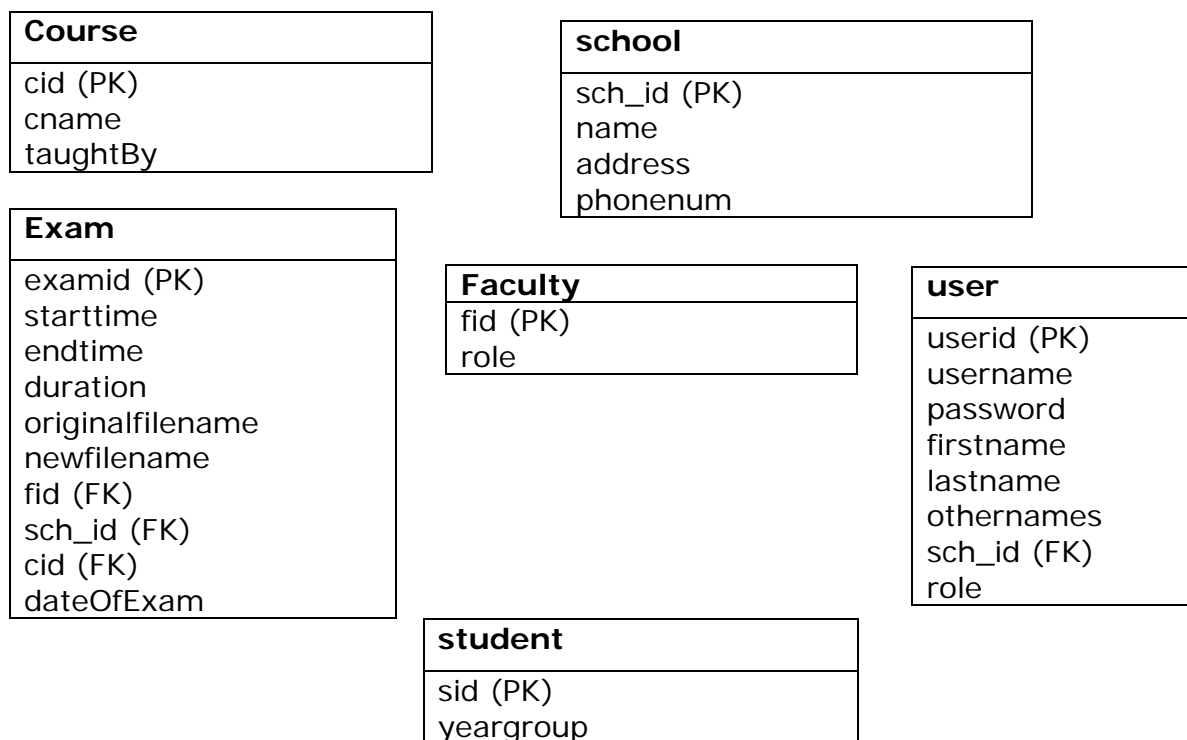 Course
cid (PK)
cname
taughtBy
school
sch_id (PK)
name
address
phonenum
Exam
examid (PK)
starttime
endtime
duration
originalfilename
newfilename
fid (FK)
sch_id (FK)
cid (FK)
dateOfExam
Faculty
fid (PK)
role
user
userid (PK)
username
password
firstname
lastname
othernames
sch_id (FK)
role
student
sid (PK)
yeargroup